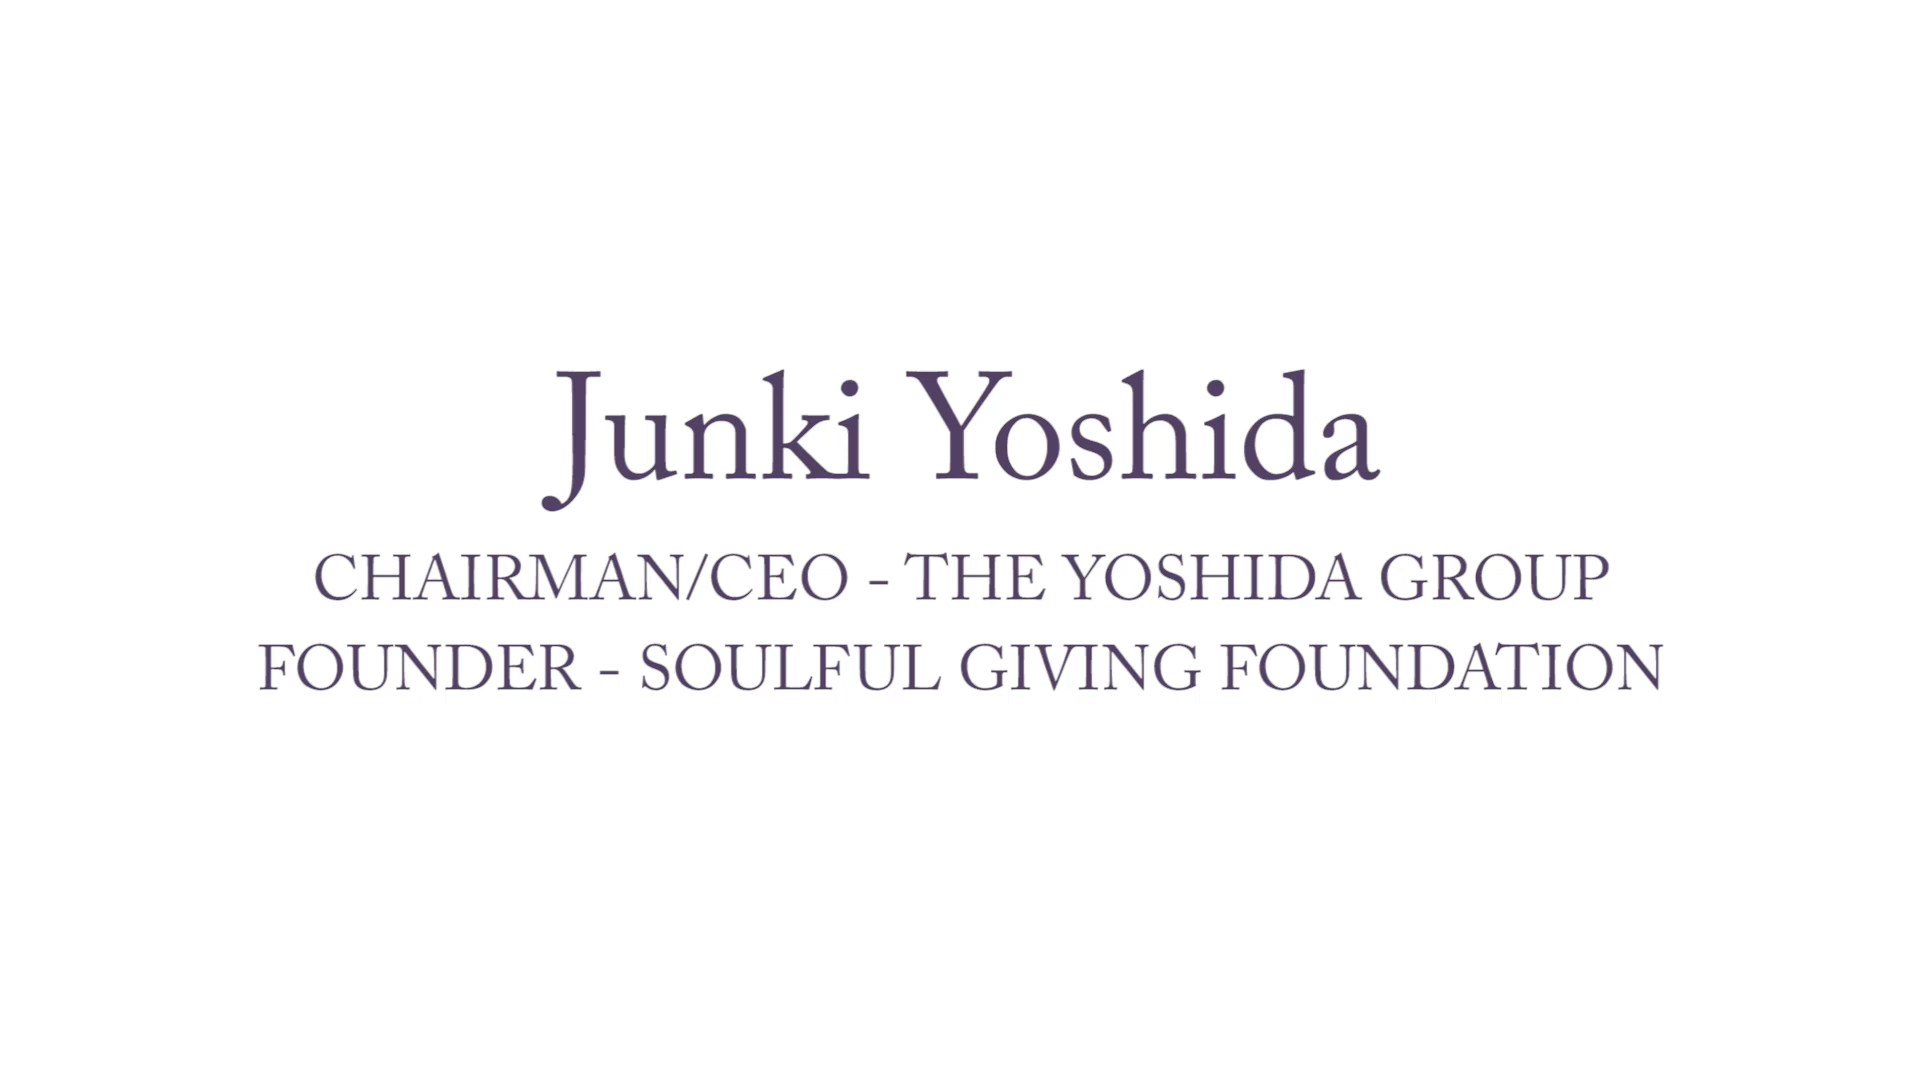 Junki Yoshida
CHAIRMAN/CEO - THE YOSHIDA GROUP
FOUNDER - SOULFUL GIVING FOUNDATION